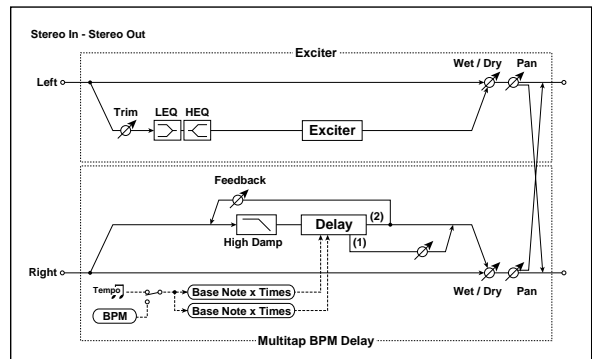 Stereo In - Stereo Out
Exciter
Wet / Dry Pan
Left
Trim LEQ HEQ
Exciter
Feedback
Delay (2)
High Damp (1)
Right
Tempo Base Note x Times
BPM Base Note x Times
Wet / Dry Pan
Multitap BPM Delay